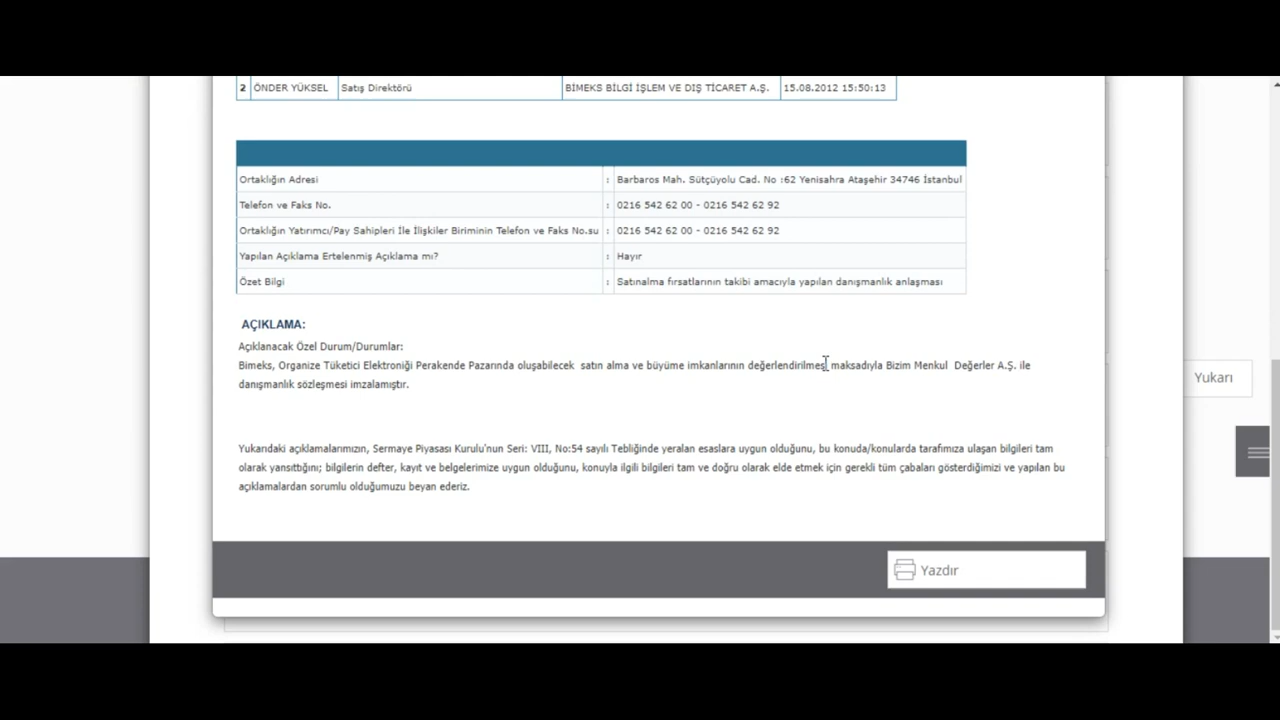 2 ÖNDER YÜKSEL Satış Direktörü BİMEKS BİLGİ İŞLEM VE DIŞ TİCARET A.Ş. 15.08.2012 15:50:13
Ortaklığın Adresi : Barbaros Mah. Sütçüyolu Cad. No :62 Yenisahra Ataşehir 34746 İstanbul
Telefon ve Faks No. : 0216 542 62 00 - 0216 542 62 92
Ortaklığın Yatırımcı/Pay Sahipleri İle İlişkiler Biriminin Telefon ve Faks No.su : 0216 542 62 00 - 0216 542 62 92
Yapılan Açıklama Ertelenmiş Açıklama mı? : Hayır
Özet Bilgi : Satınalma fırsatlarının takibi amacıyla yapılan danışmanlık anlaşması
AÇIKLAMA:
Açıklanacak Özel Durum/Durumlar:
Bimeks, Organize Tüketici Elektroniği Perakende Pazarında oluşabilecek satın alma ve büyüme imkanlarının değerlendirilmesi maksadıyla Bizim Menkul Değerler A.Ş. ile
danışmanlık sözleşmesi imzalamıştır.
Yukarıdaki açıklamalarımızın, Sermaye Piyasası Kurulu'nun Seri: VIII, No:54 sayılı Tebliğinde yeralan esaslara uygun olduğunu, bu konuda/konularda tarafımıza ulaşan bilgileri tam
olarak yansıttığını; bilgilerin defter, kayıt ve belgelerimize uygun olduğunu, konuyla ilgili bilgileri tam ve doğru olarak elde etmek için gerekli tüm çabaları gösterdiğimizi ve yapılan bu
açıklamalardan sorumlu olduğumuzu beyan ederiz.
Yukarı
Yazdır